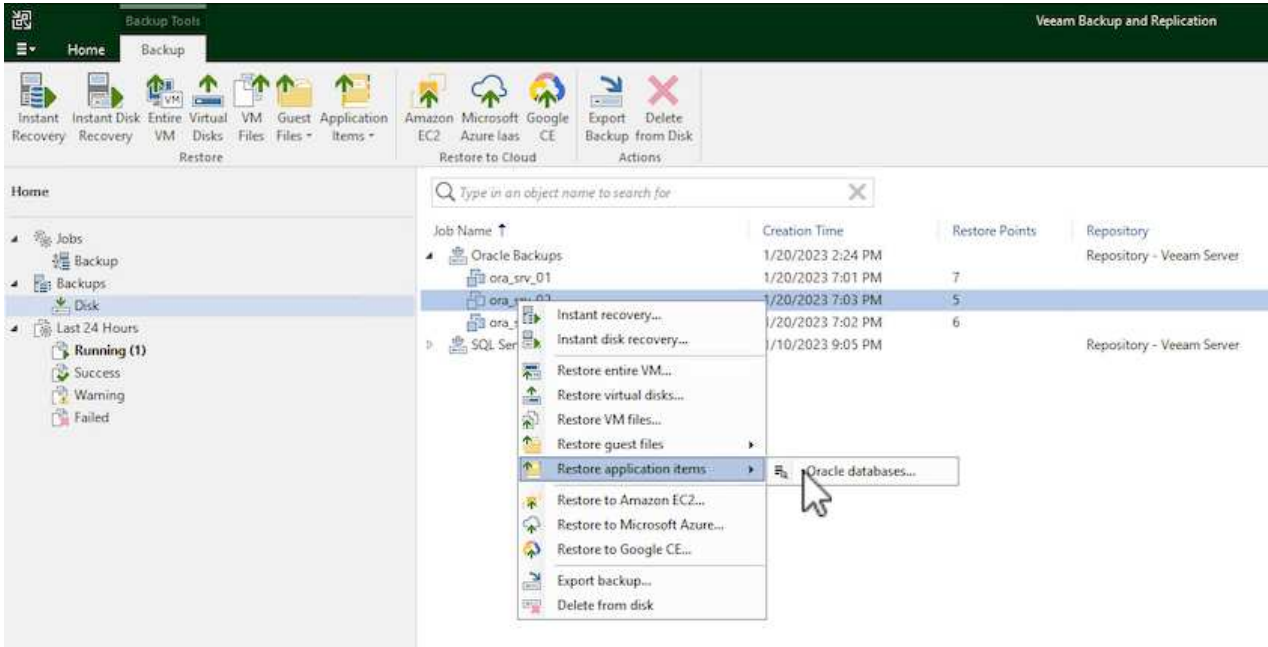 Backup Tools
Veeam Backup and Replication
Home
Backup
Instant Recovery
Instant Disk Recovery
Entire VM
Virtual Disks
VM Files
Guest Files
Application Items
Amazon EC2
Microsoft Azure Iaas
Google CE
Export Backup
Delete from Disk
Restore
Restore to Cloud
Actions
Home
Type in an object name to search for
Jobs
Backup
Backups
Disk
Last 24 Hours
Running (1)
Success
Warning
Failed
Job Name Creation Time Restore Points Repository
Oracle Backups 1/20/2023 2:24 PM Repository - Veeam Server
ora_srv_01 1/20/2023 7:01 PM 7
ora_srv_02 1/20/2023 7:03 PM 5
1/20/2023 7:02 PM 6
SQL 1/10/2023 9:05 PM Repository - Veeam Server
Instant recovery...
Instant disk recovery...
Restore entire VM...
Restore virtual disks...
Restore VM files...
Restore guest files
Restore application items
Oracle databases...
Restore to Amazon EC2...
Restore to Microsoft Azure...
Restore to Google CE...
Export backup...
Delete from disk